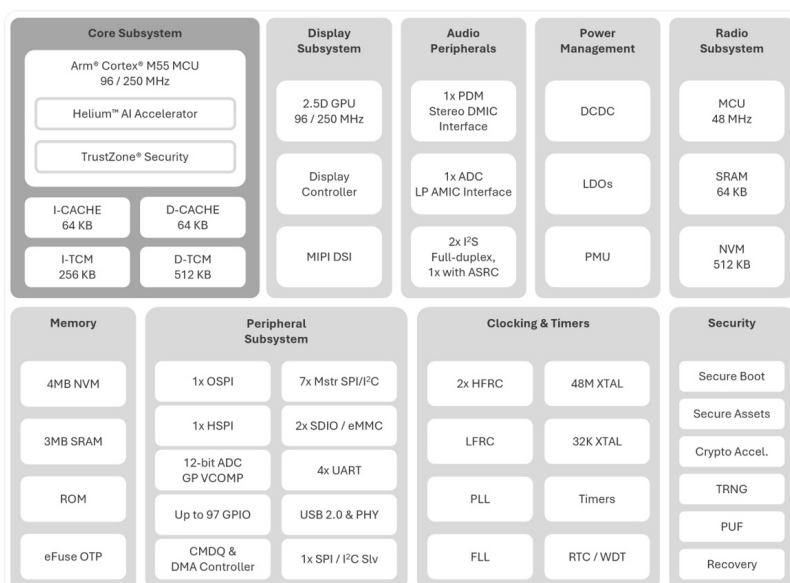 Core Subsystem
Arm® Cortex® M55 MCU
96 / 250 MHz
Helium™ AI Accelerator
TrustZone® Security
I-CACHE
64 KB
D-CACHE
64 KB
I-TCM
256 KB
D-TCM
512 KB
Display
Subsystem
2.5D GPU
96 / 250 MHz
Display
Controller
MIPI DSI
Audio
Peripherals
1x PDM
Stereo DMIC
Interface
1x ADC
LP AMIC Interface
2x I²S
Full-duplex,
1x with ASRC
Power
Management
DCDC
LDOs
PMU
Radio
Subsystem
MCU
48 MHz
SRAM
64 KB
NVM
512 KB
Memory
4MB NVM
3MB SRAM
ROM
eFuse OTP
Peripheral
Subsystem
1x OSPI
7x Mstr SPI/I²C
1x HSPI
2x SDIO / eMMC
12-bit ADC
GP VCOMP
4x UART
Up to 97 GPIO
USB 2.0 & PHY
CMDQ &
DMA Controller
1x SPI / I²C Slv
Clocking & Timers
2x HFRC
48M XTAL
LFRC
32K XTAL
PLL
Timers
FLL
RTC / WDT
Security
Secure Boot
Secure Assets
Crypto Accel.
TRNG
PUF
Recovery